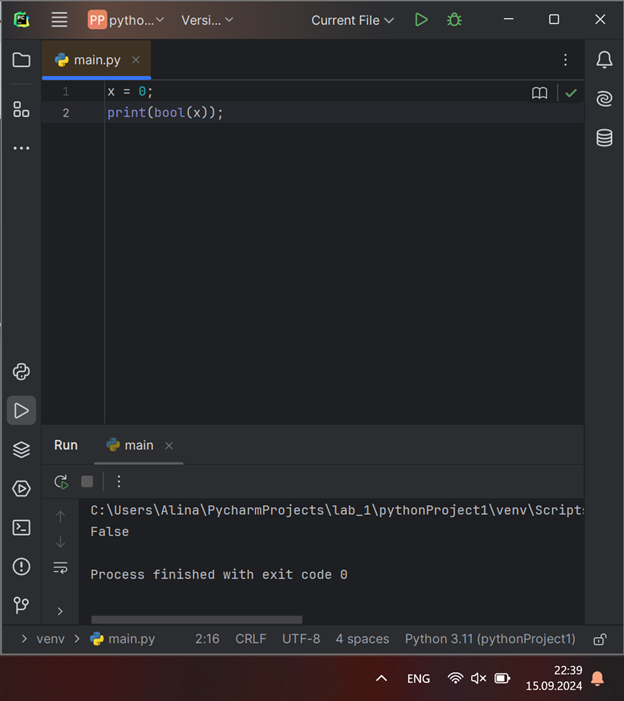 PC
PP pytho... Versi... Current File
main.py
1 x = 0;
2 print(bool(x));
Run main
C:\Users\Alina\PycharmProjects\lab_1\pythonProject1\venv\Scripts
False
Process finished with exit code 0
venv main.py 2:16 CRLF UTF-8 4 spaces Python 3.11 (pythonProject1)
ENG
22:39
15.09.2024